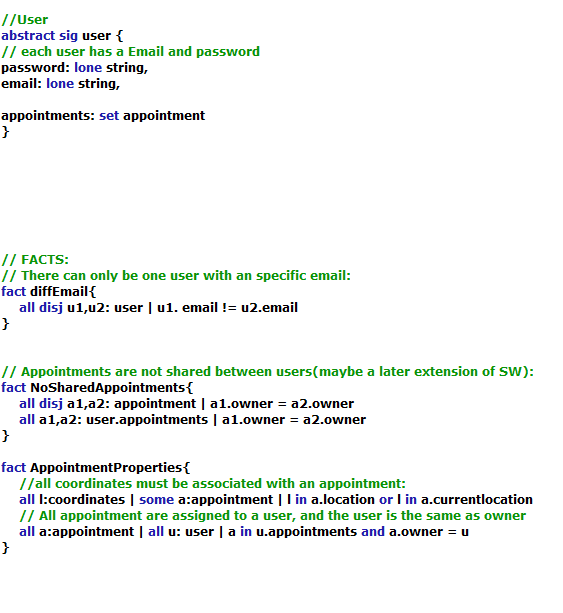 //User
abstract sig user {
// each user has a Email and password
password: lone string,
email: lone string,
appointments: set appointment
}
// FACTS:
// There can only be one user with an specific email:
fact diffEmail{
all disj u1,u2: user | u1. email != u2.email
}
// Appointments are not shared between users(maybe a later extension of SW):
fact NoSharedAppointments{
all disj a1,a2: appointment | a1.owner = a2.owner
all a1,a2: user.appointments | a1.owner = a2.owner
}
fact AppointmentProperties{
//all coordinates must be associated with an appointment:
all l:coordinates | some a:appointment | l in a.location or l in a.currentlocation
// All appointment are assigned to a user, and the user is the same as owner
all a:appointment | all u: user | a in u.appointments and a.owner = u
}